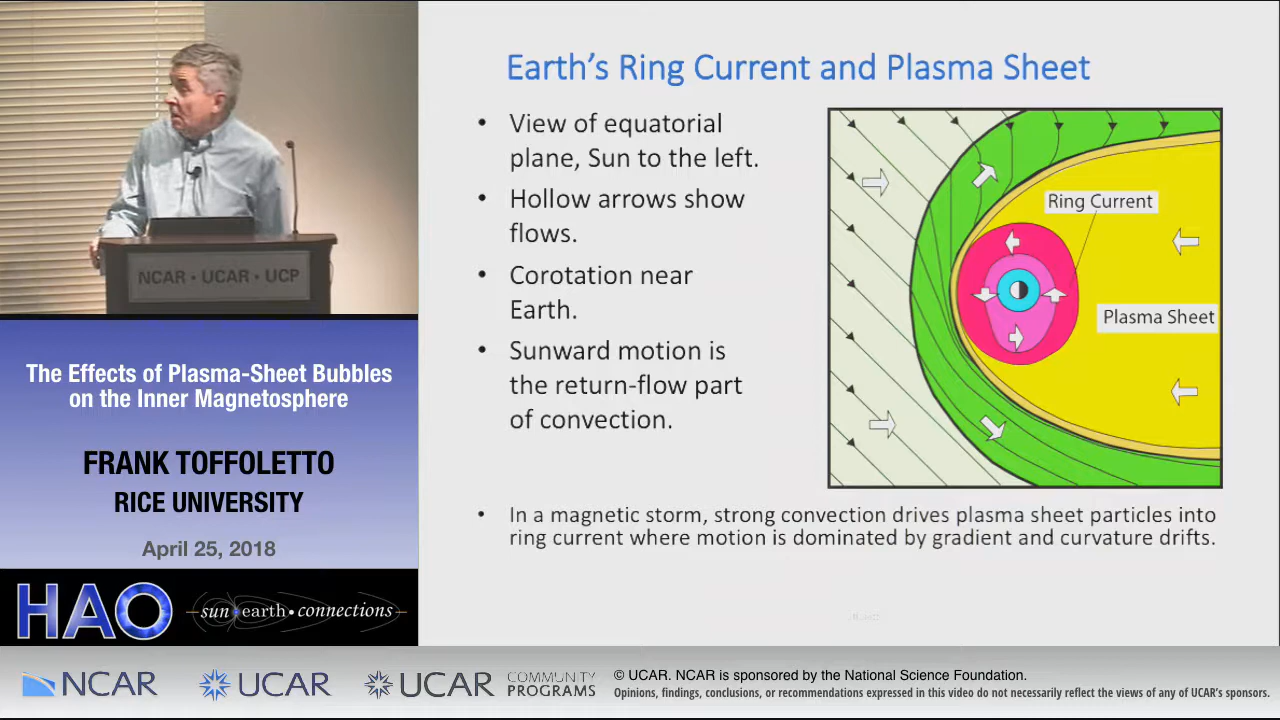 NCAR • UCAR • UCP
The Effects of Plasma-Sheet Bubbles
on the Inner Magnetosphere
FRANK TOFFOLETTO
RICE UNIVERSITY
April 25, 2018
HAO
sun•earth•connections
Earth's Ring Current and Plasma Sheet
• View of equatorial
plane, Sun to the left.
• Hollow arrows show
flows.
• Corotation near
Earth.
• Sunward motion is
the return-flow part
of convection.
Ring Current
Plasma Sheet
• In a magnetic storm, strong convection drives plasma sheet particles into
ring current where motion is dominated by gradient and curvature drifts.
NCAR
UCAR
UCAR
COMMUNITY
PROGRAMS
© UCAR. NCAR is sponsored by the National Science Foundation.
Opinions, findings, conclusions, or recommendations expressed in this video do not necessarily reflect the views of any of UCAR's sponsors.